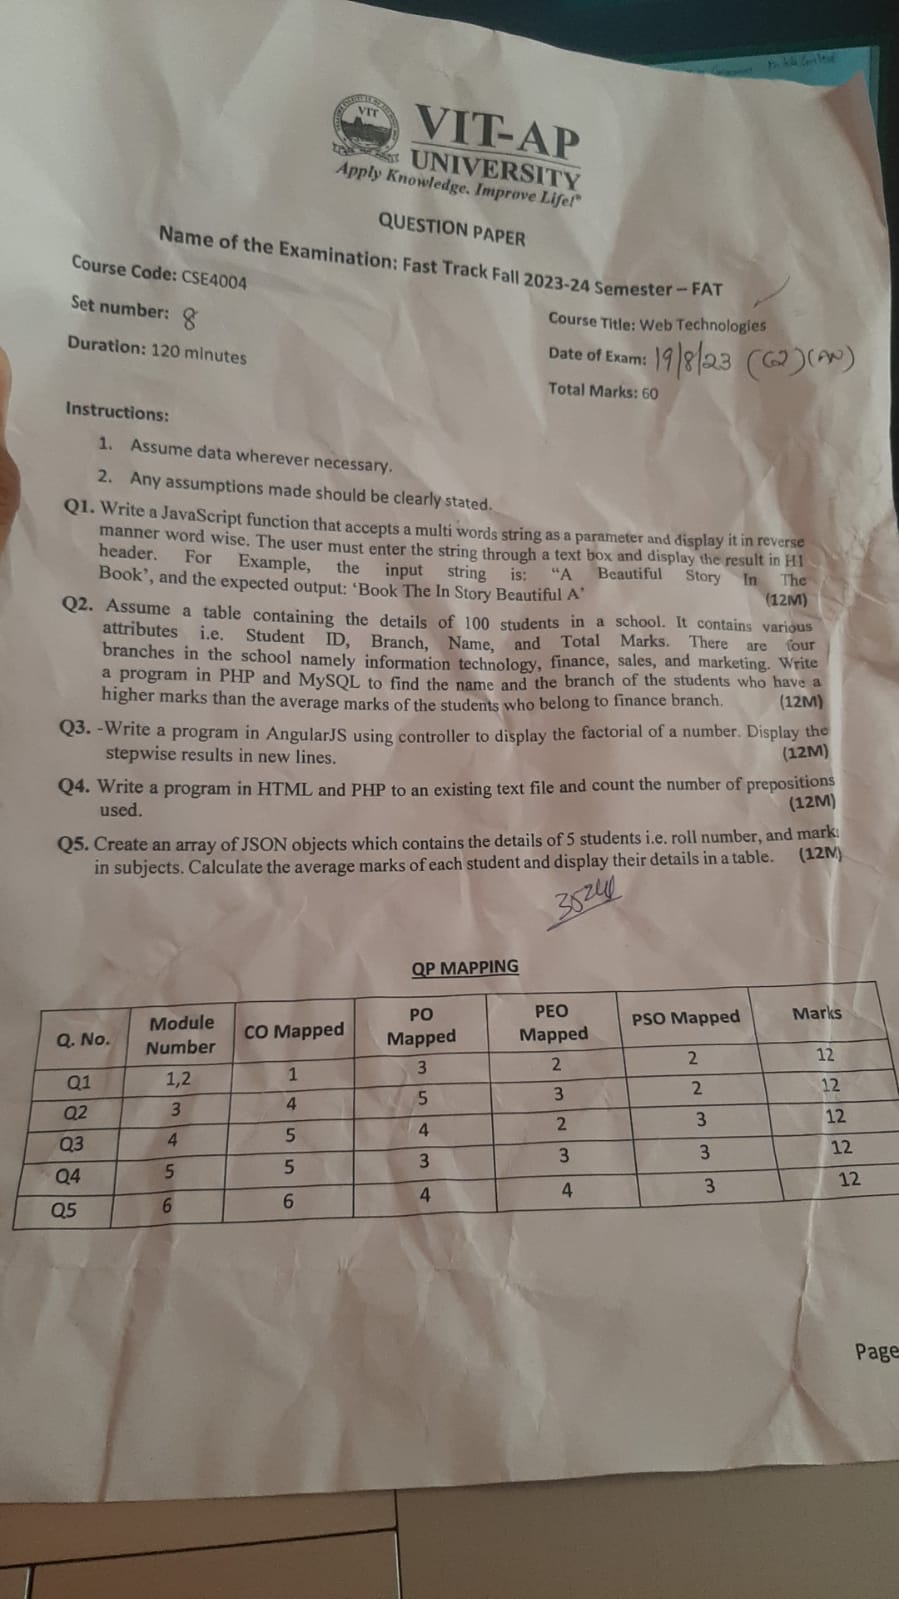 VIT
VIT-AP
UNIVERSITY
Apply Knowledge. Improve Life!®
QUESTION PAPER
Name of the Examination: Fast Track Fall 2023-24 Semester – FAT
Course Code: CSE4004
Course Title: Web Technologies
Set number: 8
Date of Exam: 19/8/23 (G2) (AN)
Duration: 120 minutes
Total Marks: 60
Instructions:
1. Assume data wherever necessary.
2. Any assumptions made should be clearly stated.
Q1. Write a JavaScript function that accepts a multi words string as a parameter and display it in reverse
manner word wise. The user must enter the string through a text box and display the result in H1
header. For Example, the input string is: “A Beautiful Story In The
Book’, and the expected output: ‘Book The In Story Beautiful A’ (12M)
Q2. Assume a table containing the details of 100 students in a school. It contains various
attributes i.e. Student ID, Branch, Name, and Total Marks. There are four
branches in the school namely information technology, finance, sales, and marketing. Write
a program in PHP and MySQL to find the name and the branch of the students who have a
higher marks than the average marks of the students who belong to finance branch. (12M)
Q3. -Write a program in AngularJS using controller to display the factorial of a number. Display the
stepwise results in new lines. (12M)
Q4. Write a program in HTML and PHP to an existing text file and count the number of prepositions
used. (12M)
Q5. Create an array of JSON objects which contains the details of 5 students i.e. roll number, and marks
in subjects. Calculate the average marks of each student and display their details in a table. (12M)
QP MAPPING
Q. No. Module Number CO Mapped PO Mapped PEO Mapped PSO Mapped Marks
Q1 1,2 1 3 2 2 12
Q2 3 4 5 3 2 12
Q3 4 5 4 2 3 12
Q4 5 5 3 3 3 12
Q5 6 6 4 4 3 12
Page